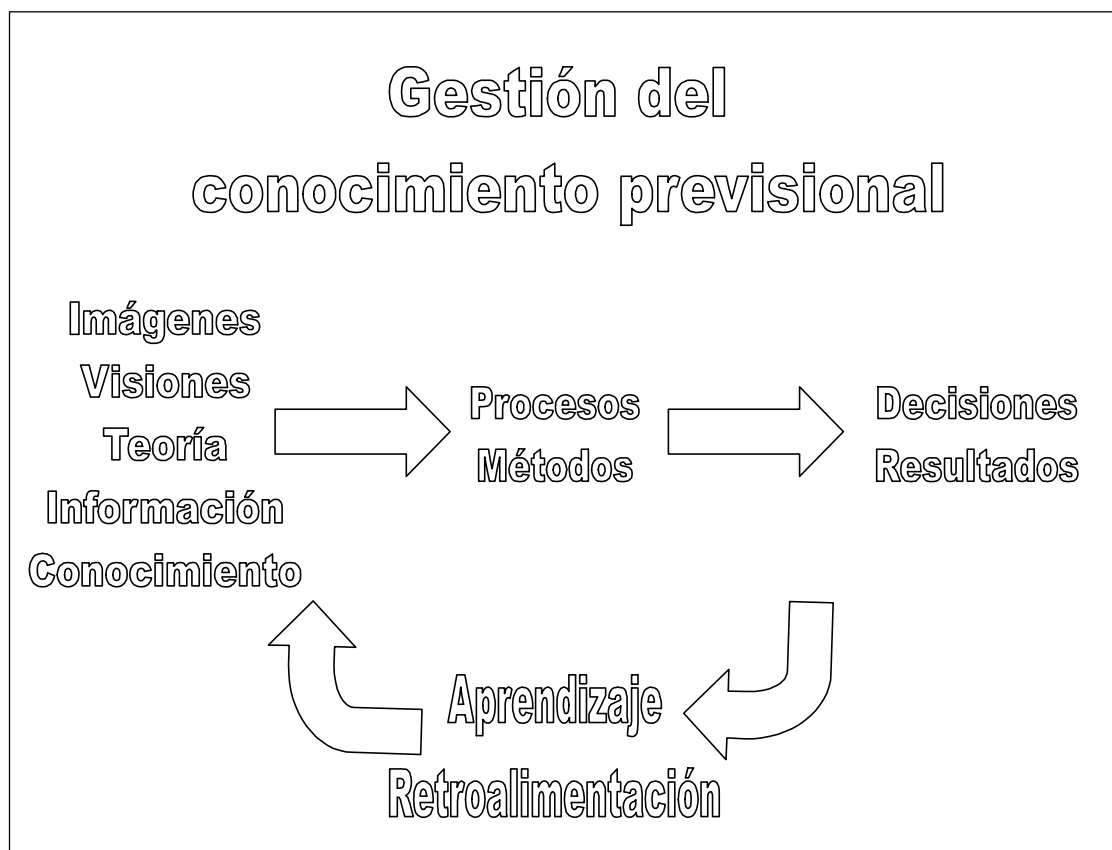 Gestión del
conocimiento previsional
Imágenes
Visiones
Teoría
Información
Conocimiento
Procesos
Métodos
Decisiones
Resultados
Aprendizaje
Retroalimentación